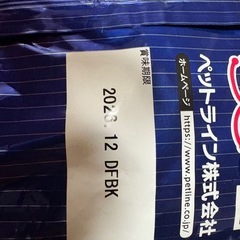 ペットライン株式会社
ホームページ https://www.petline.co.jp/
賞味期限
2026.12 DFBK